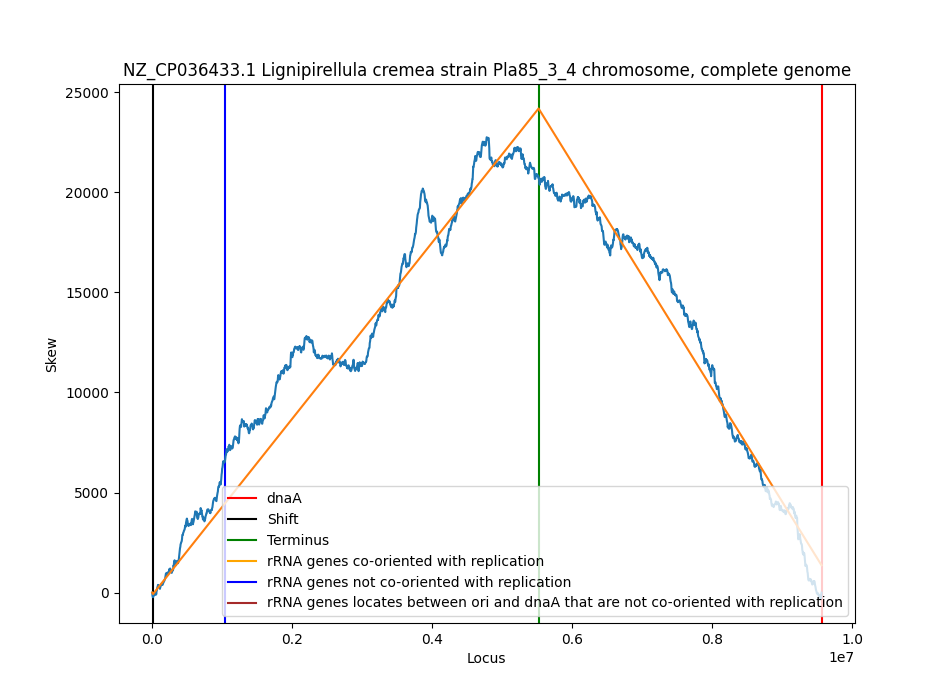 NZ_CP036433.1 Lignipirellula cremea strain Pla85_3_4 chromosome, complete genome
25000
20000
15000
10000
5000
0
Skew
dnaA
Shift
Terminus
rRNA genes co-oriented with replication
rRNA genes not co-oriented with replication
rRNA genes locates between ori and dnaA that are not co-oriented with replication
0.0 0.2 0.4 0.6 0.8 1.0
1e7
Locus